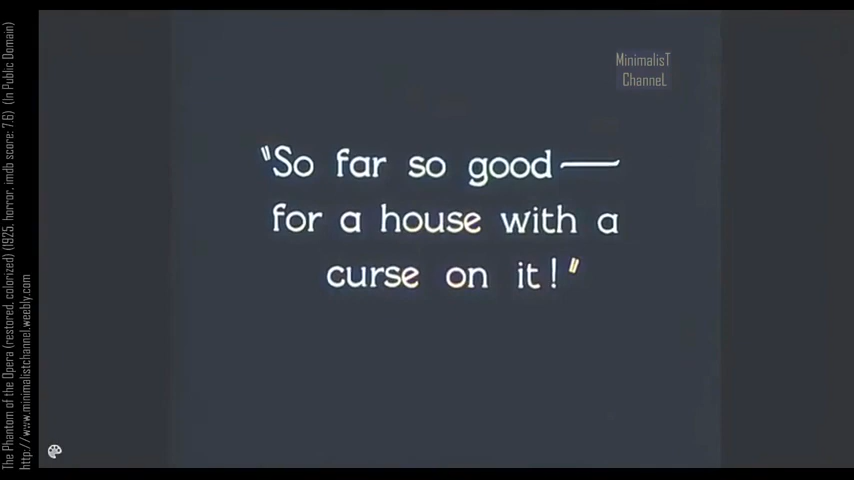 The Phantom of the Opera (restored, colorized) (1925, horror, imdb score: 7.6) (In Public Domain)
http://www.minimalistchannel.weebly.com
MinimalisT
ChanneL
"So far so good —
for a house with a
curse on it!"